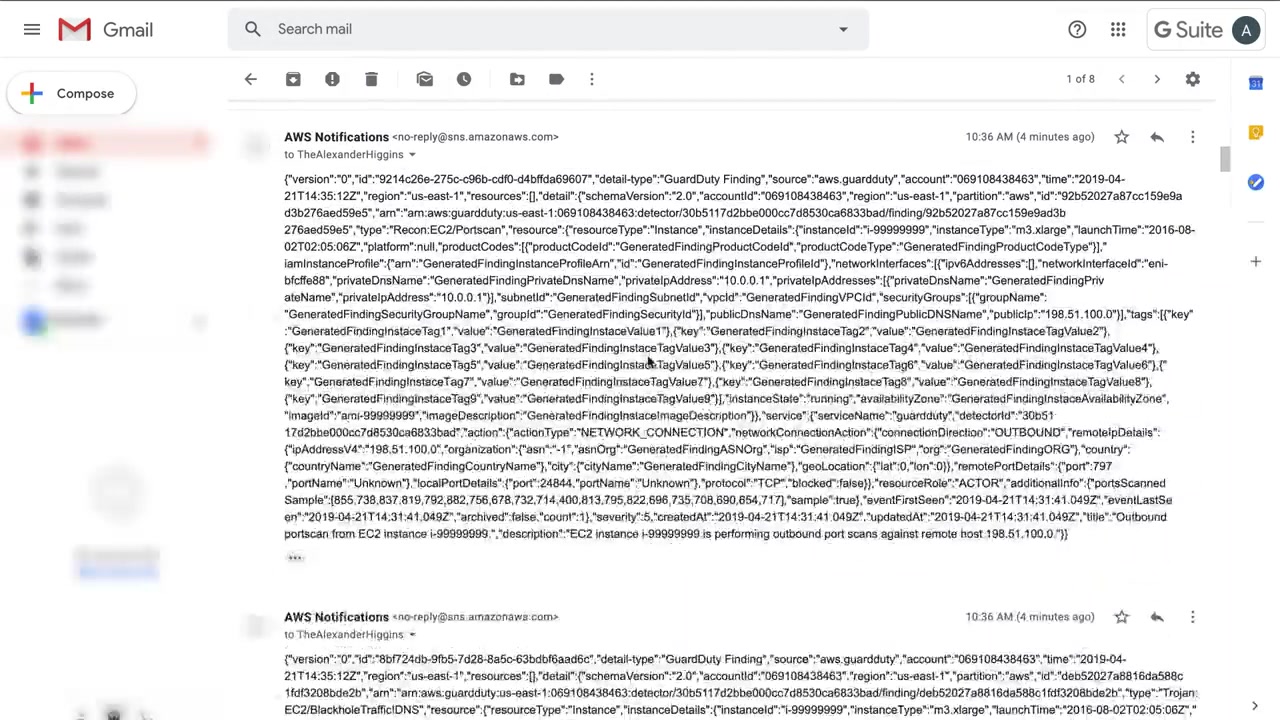 Gmail
Search mail
G Suite
A
Compose
1 of 8
31
AWS Notifications <no-reply@sns.amazonaws.com>
10:36 AM (4 minutes ago)
to TheAlexanderHiggins
{"version":"0","id":"9214c26e-275c-c96b-cdf0-d4bffda69607","detail-type":"GuardDuty Finding","source":"aws.guardduty","account":"069108438463","time":"2019-04-
21T14:35:12Z","region":"us-east-1","resources":[],"detail":{"schemaVersion":"2.0","accountId":"069108438463","region":"us-east-1","partition":"aws","id":"92b52027a87cc159e9a
d3b276aed59e5","arn":"arn:aws:guardduty:us-east-1:069108438463:detector/30b5117d2bbe000cc7d8530ca6833bad/finding/92b52027a87cc159e9ad3b
276aed59e5","type":"Recon:EC2/Portscan","resource":{"resourceType":"Instance","instanceDetails":{"instanceId":"i-99999999","instanceType":"m3.xlarge","launchTime":"2016-08-
02T02:05:06Z","platform":null,"productCodes":[{"productCodeId":"GeneratedFindingProductCodeId","productCodeType":"GeneratedFindingProductCodeType"}],"
iamInstanceProfile":{"arn":"GeneratedFindingInstanceProfileArn","id":"GeneratedFindingInstanceProfileId"},"networkInterfaces":[{"ipv6Addresses":[],"networkInterfaceId":"eni-
bfcffe88","privateDnsName":"GeneratedFindingPrivateDnsName","privateIpAddress":"10.0.0.1","privateIpAddresses":[{"privateDnsName":"GeneratedFindingPriv
ateName","privateIpAddress":"10.0.0.1"}],"subnetId":"GeneratedFindingSubnetId","vpcId":"GeneratedFindingVPCId","securityGroups":[{"groupName":
"GeneratedFindingSecurityGroupName","groupId":"GeneratedFindingSecurityId"}],"publicDnsName":"GeneratedFindingPublicDNSName","publicIp":"198.51.100.0"}],"tags":[{"key"
:"GeneratedFindingInstaceTag1","value":"GeneratedFindingInstaceValue1"},{"key":"GeneratedFindingInstaceTag2","value":"GeneratedFindingInstaceTagValue2"},
{"key":"GeneratedFindingInstaceTag3","value":"GeneratedFindingInstaceTagValue3"},{"key":"GeneratedFindingInstaceTag4","value":"GeneratedFindingInstaceTagValue4"},
{"key":"GeneratedFindingInstaceTag5","value":"GeneratedFindingInstaceTagValue5"},{"key":"GeneratedFindingInstaceTag6","value":"GeneratedFindingInstaceTagValue6"},{"
key":"GeneratedFindingInstaceTag7","value":"GeneratedFindingInstaceTagValue7"},{"key":"GeneratedFindingInstaceTag8","value":"GeneratedFindingInstaceTagValue8"},
{"key":"GeneratedFindingInstaceTag9","value":"GeneratedFindingInstaceTagValue9"}],"instanceState":"running","availabilityZone":"GeneratedFindingInstaceAvailabilityZone",
"imageId":"ami-99999999","imageDescription":"GeneratedFindingInstaceImageDescription"}},"service":{"serviceName":"guardduty","detectorId":"30b51
17d2bbe000cc7d8530ca6833bad","action":{"actionType":"NETWORK_CONNECTION","networkConnectionAction":{"connectionDirection":"OUTBOUND","remoteIpDetails":
{"ipAddressV4":"198.51.100.0","organization":{"asn":"-1","asnOrg":"GeneratedFindingASNOrg","isp":"GeneratedFindingISP","org":"GeneratedFindingORG"},"country":
{"countryName":"GeneratedFindingCountryName"},"city":{"cityName":"GeneratedFindingCityName"},"geoLocation":{"lat":0,"lon":0}},"remotePortDetails":{"port":797
,"portName":"Unknown"},"localPortDetails":{"port":24844,"portName":"Unknown"},"protocol":"TCP","blocked":false}},"resourceRole":"ACTOR","additionalInfo":{"portsScanned
Sample":[855,738,837,819,792,882,756,678,732,714,400,813,795,822,696,735,708,690,654,717],"sample":true},"eventFirstSeen":"2019-04-21T14:31:41.049Z","eventLastSe
en":"2019-04-21T14:31:41.049Z","archived":false,"count":1},"severity":5,"createdAt":"2019-04-21T14:31:41.049Z","updatedAt":"2019-04-21T14:31:41.049Z","title":"Outbound
portscan from EC2 instance i-99999999.","description":"EC2 instance i-99999999 is performing outbound port scans against remote host 198.51.100.0."}}
AWS Notifications <no-reply@sns.amazonaws.com>
10:36 AM (4 minutes ago)
to TheAlexanderHiggins
{"version":"0","id":"8bf724db-9fb5-7d28-8a5c-63bdbf6aad6c","detail-type":"GuardDuty Finding","source":"aws.guardduty","account":"069108438463","time":"2019-04-
21T14:35:12Z","region":"us-east-1","resources":[],"detail":{"schemaVersion":"2.0","accountId":"069108438463","region":"us-east-1","partition":"aws","id":"deb52027a8816da588c
1fdf3208bde2b","arn":"arn:aws:guardduty:us-east-1:069108438463:detector/30b5117d2bbe000cc7d8530ca6833bad/finding/deb52027a8816da588c1fdf3208bde2b","type":"Trojan:
EC2/BlackholeTraffic!DNS","resource":{"resourceType":"Instance","instanceDetails":{"instanceId":"i-99999999","instanceType":"m3.xlarge","launchTime":"2016-08-02T02:05:06Z","